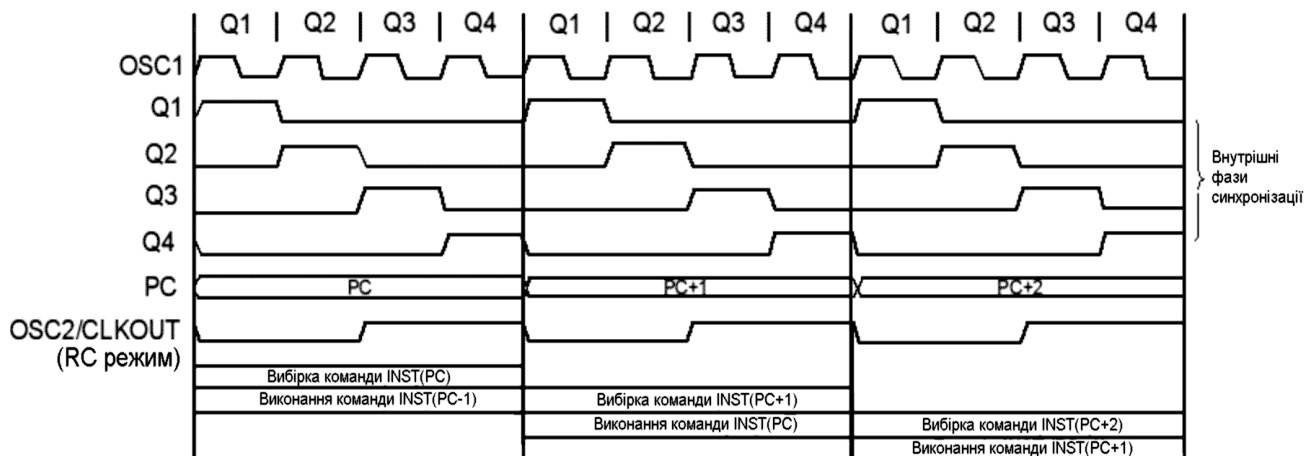 Q1 | Q2 | Q3 | Q4 | Q1 | Q2 | Q3 | Q4 | Q1 | Q2 | Q3 | Q4
OSC1
Q1
Q2
Q3
Q4
Внутрішні
фази
синхронізації
PC PC PC+1 PC+2
OSC2/CLKOUT
(RC режим)
Вибірка команди INST(PC)
Виконання команди INST(PC-1) Вибірка команди INST(PC+1)
Виконання команди INST(PC) Вибірка команди INST(PC+2)
Виконання команди INST(PC+1)